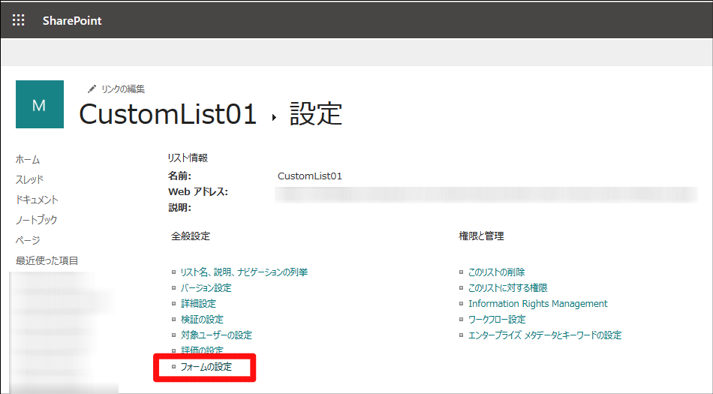 SharePoint
M
リンクの編集
CustomList01 ▸ 設定
ホーム
スレッド
ドキュメント
ノートブック
ページ
最近使った項目
リスト情報
名前: CustomList01
Web アドレス:
説明:
全般設定
リスト名、説明、ナビゲーションの列挙
バージョン設定
詳細設定
検証の設定
対象ユーザーの設定
評価の設定
フォームの設定
権限と管理
このリストの削除
このリストに対する権限
Information Rights Management
ワークフロー設定
エンタープライズ メタデータとキーワードの設定